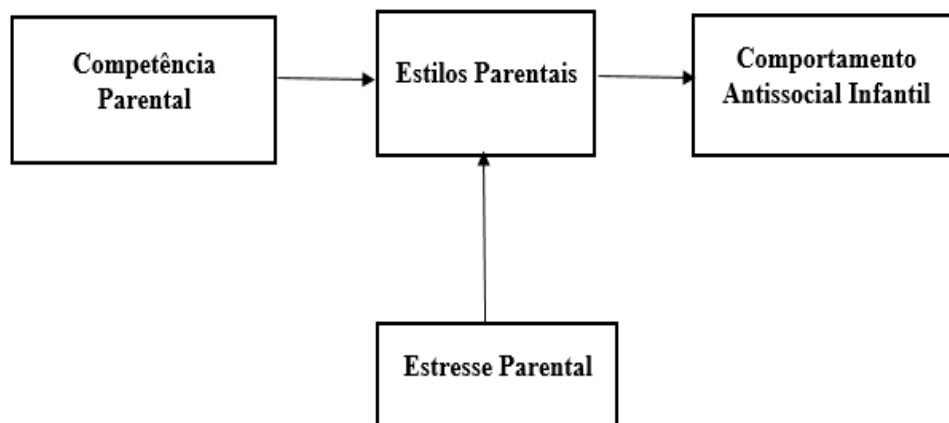 Competência
Parental
Estilos Parentais
Comportamento
Antissocial Infantil
Estresse Parental